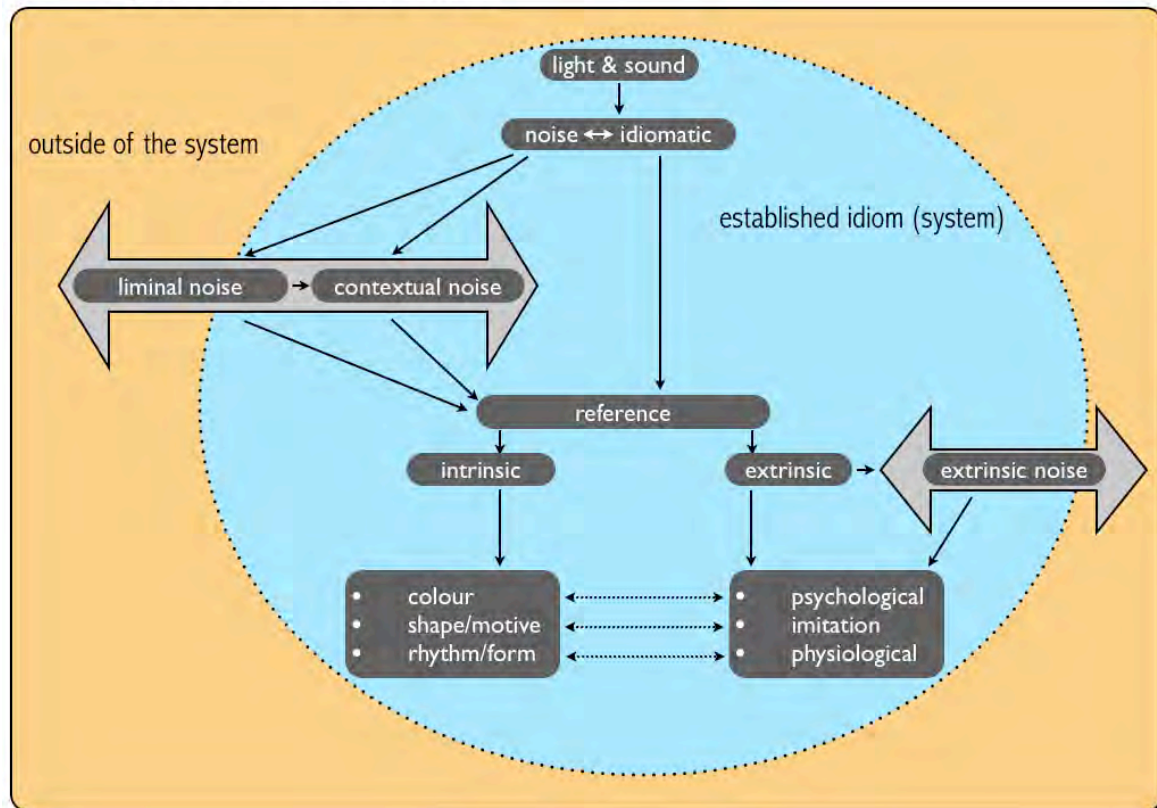 light & sound
noise ↔ idiomatic
outside of the system
established idiom (system)
liminal noise
contextual noise
reference
intrinsic
extrinsic
extrinsic noise
• colour
• shape/motive
• rhythm/form
• psychological
• imitation
• physiological